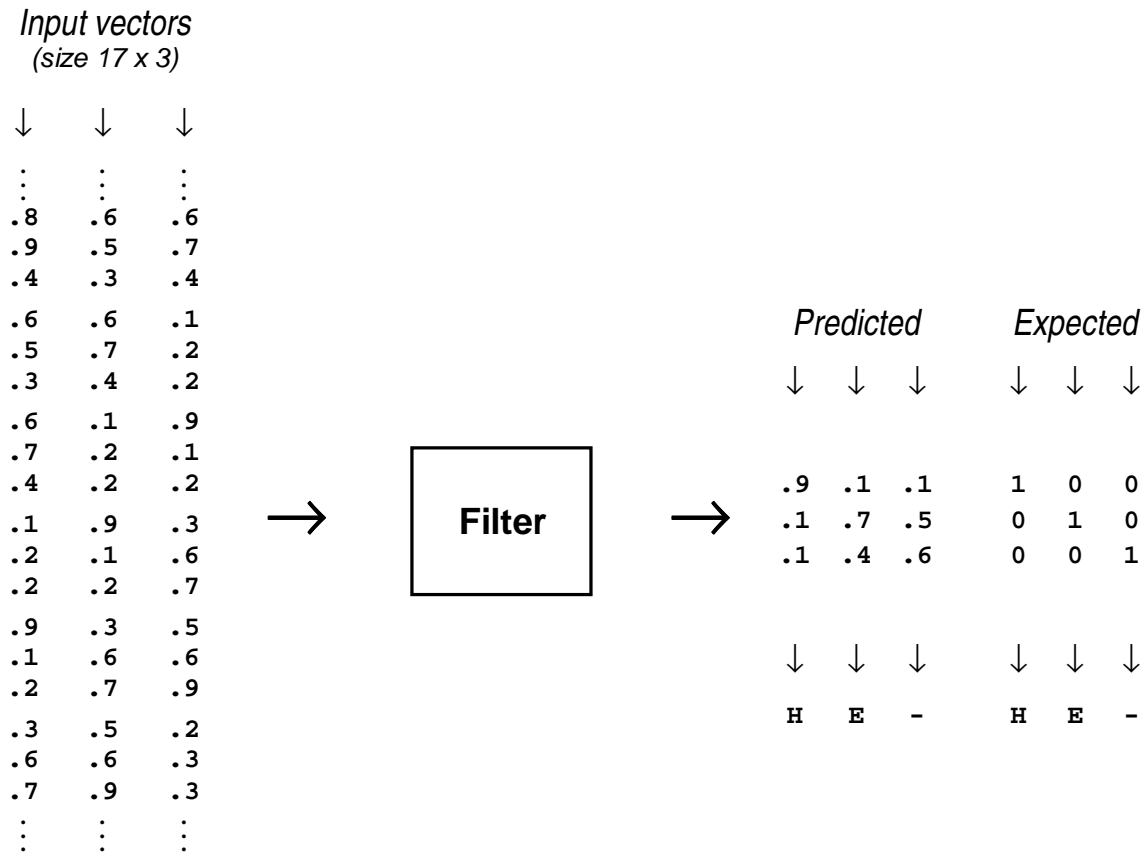 Input vectors
(size 17 x 3)
↓ ↓ ↓
⋮ ⋮ ⋮
.8 .6 .6
.9 .5 .7
.4 .3 .4
.6 .6 .1
.5 .7 .2
.3 .4 .2
.6 .1 .9
.7 .2 .1
.4 .2 .2
.1 .9 .3
.2 .1 .6
.2 .2 .7
.9 .3 .5
.1 .6 .6
.2 .7 .9
.3 .5 .2
.6 .6 .3
.7 .9 .3
⋮ ⋮ ⋮
→
Filter
→
Predicted
↓ ↓ ↓
.9 .1 .1
.1 .7 .5
.1 .4 .6
↓ ↓ ↓
H E -
Expected
↓ ↓ ↓
1 0 0
0 1 0
0 0 1
↓ ↓ ↓
H E -